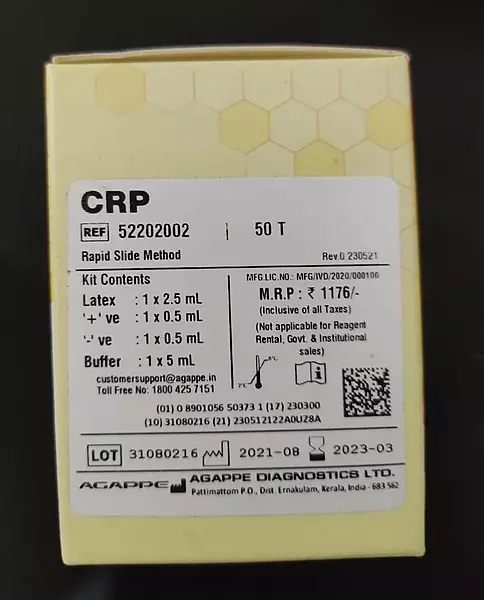 CRP
REF 52202002 50 T
Rapid Slide Method Rev.0 230521
Kit Contents
Latex : 1 x 2.5 mL
'+' ve : 1 x 0.5 mL
'-' ve : 1 x 0.5 mL
Buffer : 1 x 5 mL
customersupport@agappe.in
Toll Free No: 1800 425 7151
MFG.LIC.NO.: MFG/IVD/2020/000106
M.R.P : ₹ 1176/-
(Inclusive of all Taxes)
(Not applicable for Reagent
Rental, Govt. & Institutional
sales)
2°C 8°C
(01) 0 8901056 50373 1 (17) 230300
(10) 31080216 (21) 230512122A0UZ8A
LOT 31080216 2021-08 2023-03
AGAPPE AGAPPE DIAGNOSTICS LTD.
Pattimattom P.O., Dist. Ernakulam, Kerala, India - 683 562